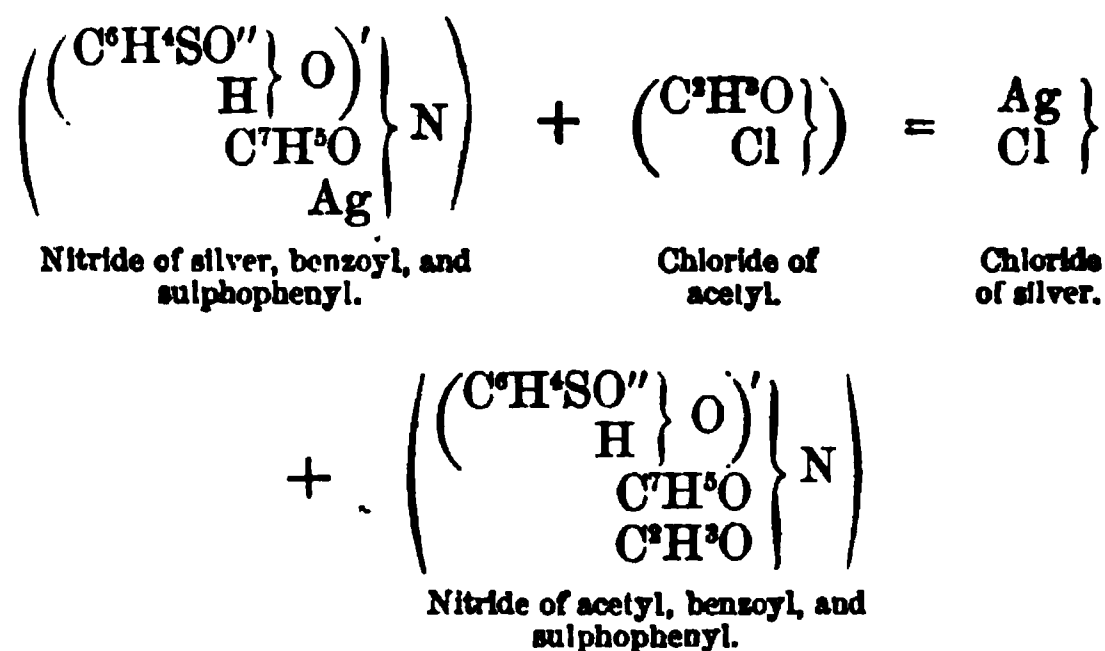 C⁶H⁴SO″
H } O)′
C⁷H⁵O
Ag } N) + (C²H³O
Cl }) = Ag
Cl }
Nitride of silver, benzoyl, and
sulphophenyl.
Chloride of
acetyl.
Chloride
of silver.
+ ((C⁶H⁴SO″
H } O)′
C⁷H⁵O
C²H³O } N)
Nitride of acetyl, benzoyl, and
sulphophenyl.